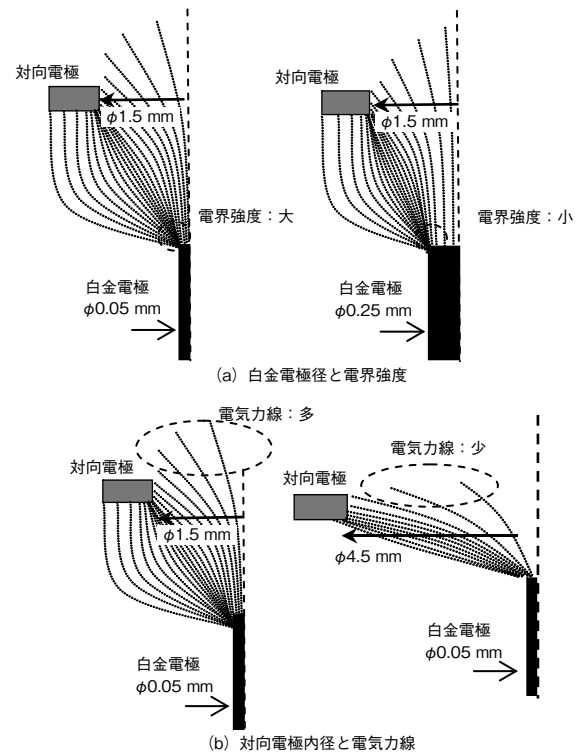 対向電極
φ1.5 mm
電界強度：大
白金電極
φ0.05 mm
対向電極
φ1.5 mm
電界強度：小
白金電極
φ0.25 mm
(a) 白金電極径と電界強度
電気力線：多
対向電極
φ1.5 mm
白金電極
φ0.05 mm
電気力線：少
対向電極
φ4.5 mm
白金電極
φ0.05 mm
(b) 対向電極内径と電気力線